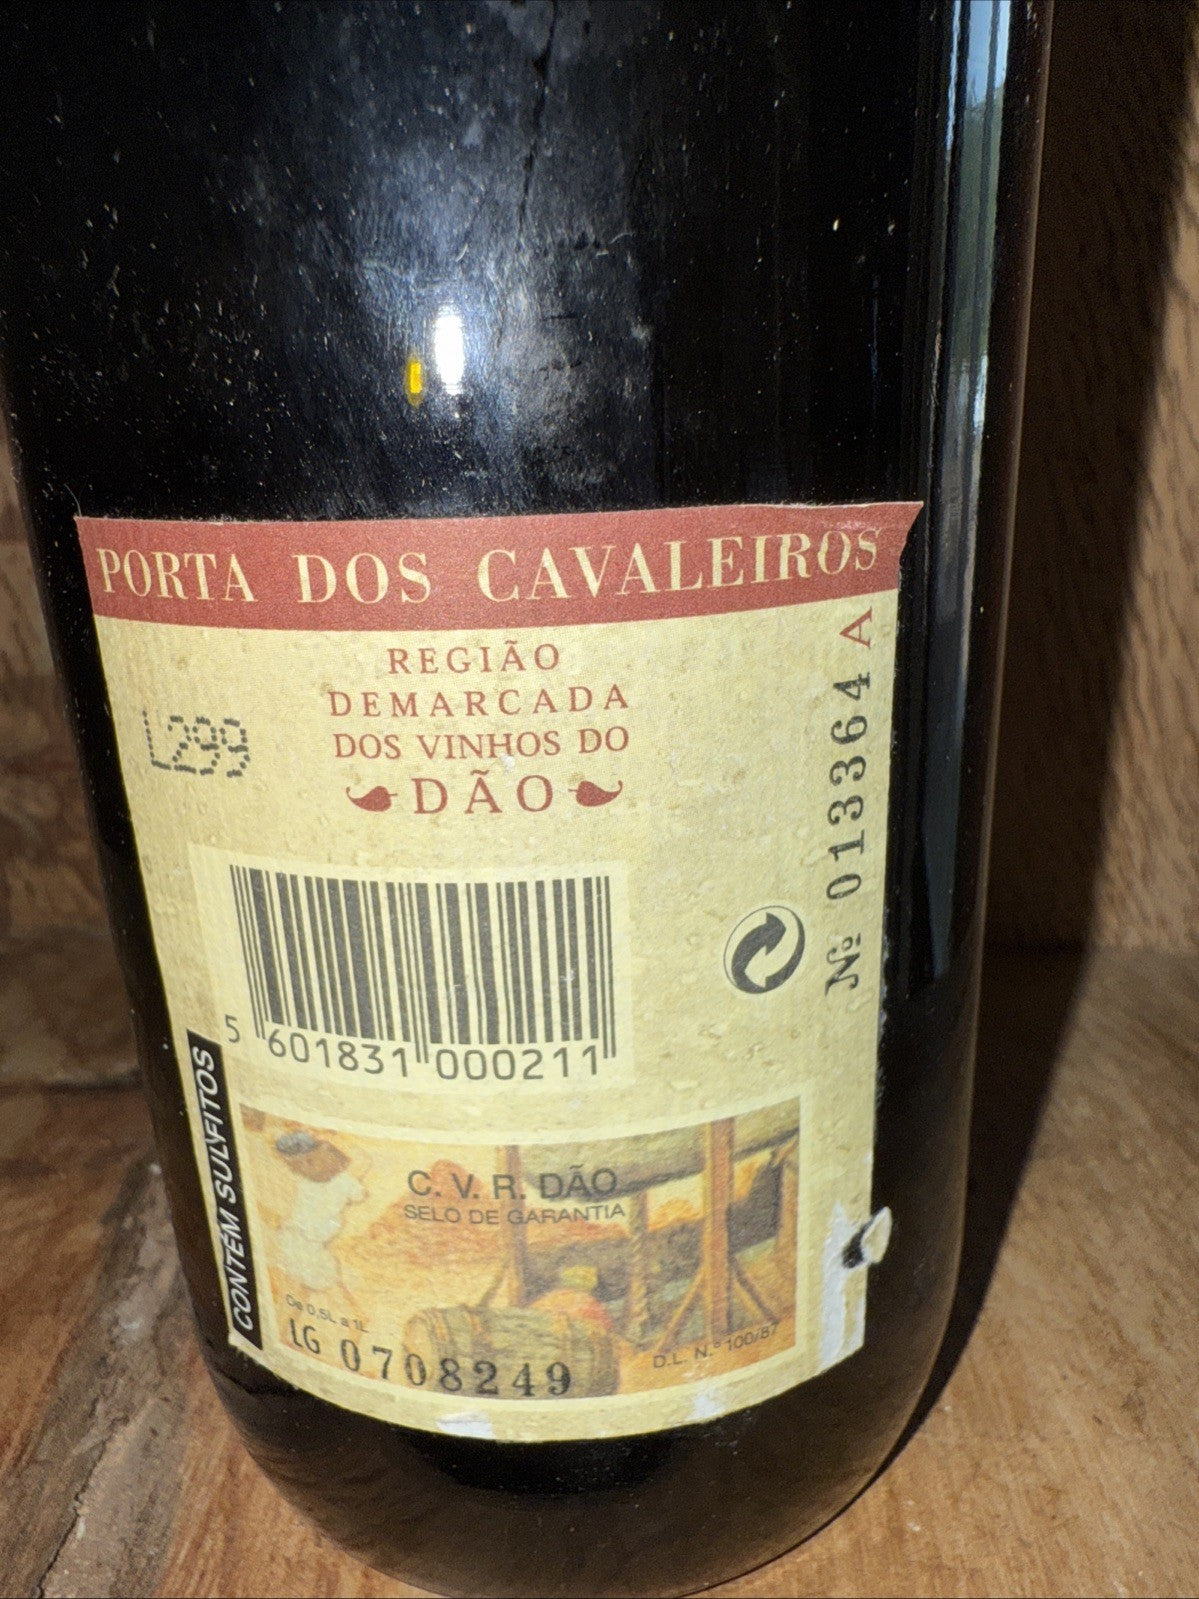 PORTA DOS CAVALEIROS
REGIÃO
DEMARCADA
DOS VINHOS DO
DÃO
L299
Nº 013364 A
5 601831 000211
CONTÉM SULFITOS
C. V. R. DÃO
SELO DE GARANTIA
De 0,5L a 1L
LG 0708249
D.L. N.º 100/87